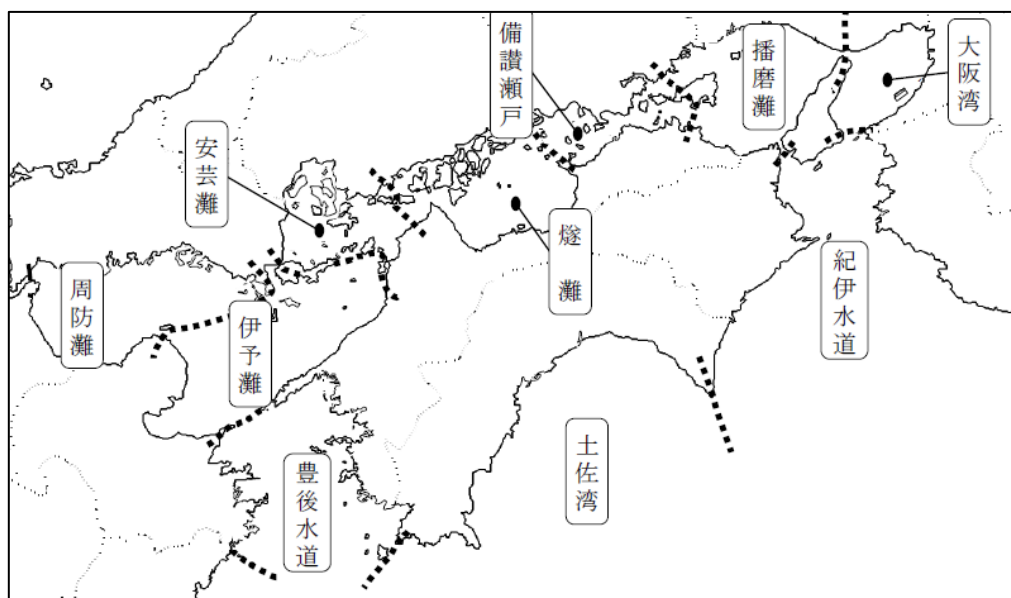 大阪湾
播磨灘
備讃瀬戸
安芸灘
燧灘
紀伊水道
周防灘
伊予灘
土佐湾
豊後水道